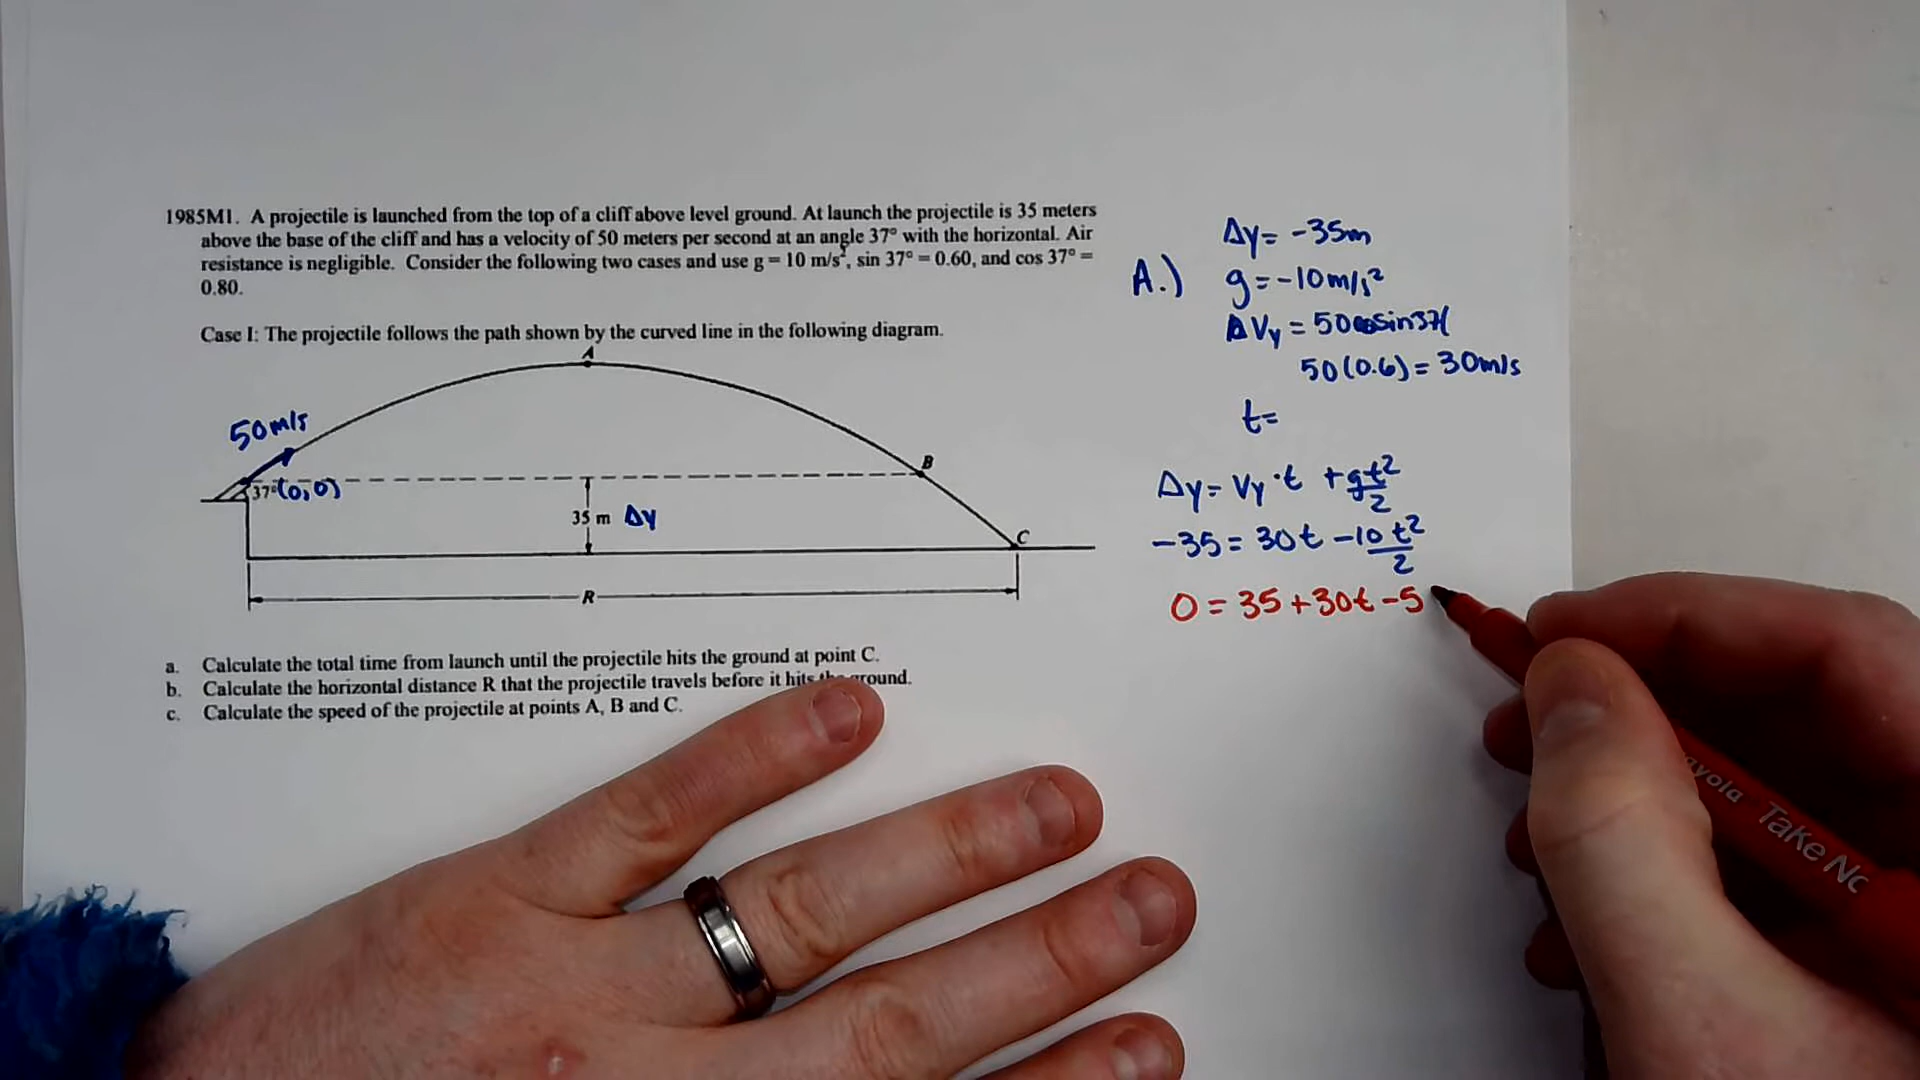 1985M1. A projectile is launched from the top of a cliff above level ground. At launch the projectile is 35 meters
above the base of the cliff and has a velocity of 50 meters per second at an angle 37° with the horizontal. Air
resistance is negligible. Consider the following two cases and use g = 10 m/s², sin 37° = 0.60, and cos 37° =
0.80.
Case I: The projectile follows the path shown by the curved line in the following diagram.
A
50m/s
B
37° (0,0)
35 m Δy
C
R
a. Calculate the total time from launch until the projectile hits the ground at point C.
b. Calculate the horizontal distance R that the projectile travels before it hits ground.
c. Calculate the speed of the projectile at points A, B and C.
Δy = -35m
A.) g = -10m/s²
Vy = 50 sin37
50(0.6) = 30m/s
t=
Δy = Vy·t + gt²/2
-35 = 30t - 10t²/2
0 = 35 + 30t - 5
Take No